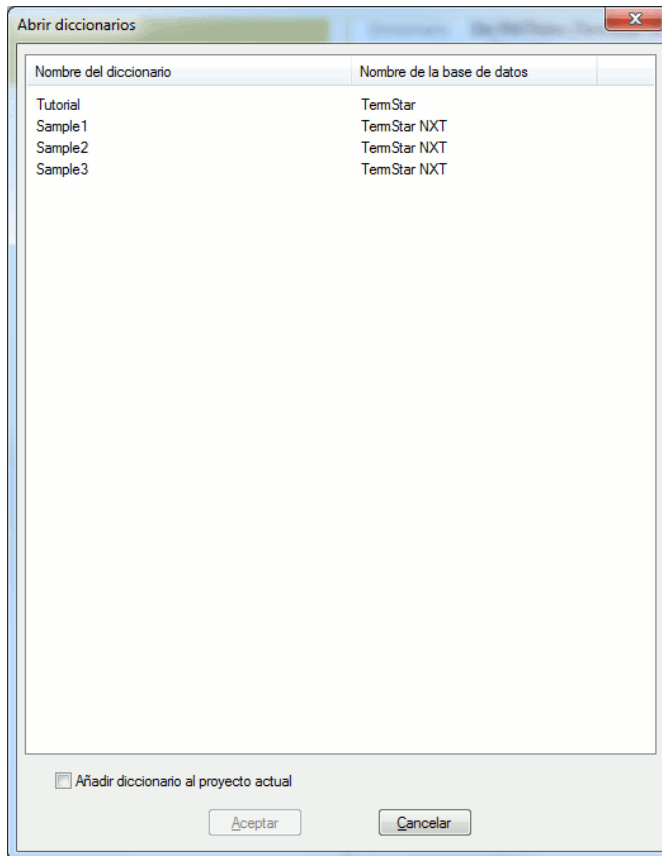 Abrir diccionarios
Nombre del diccionario Nombre de la base de datos
Tutorial TermStar
Sample1 TermStar NXT
Sample2 TermStar NXT
Sample3 TermStar NXT
Añadir diccionario al proyecto actual
Aceptar Cancelar